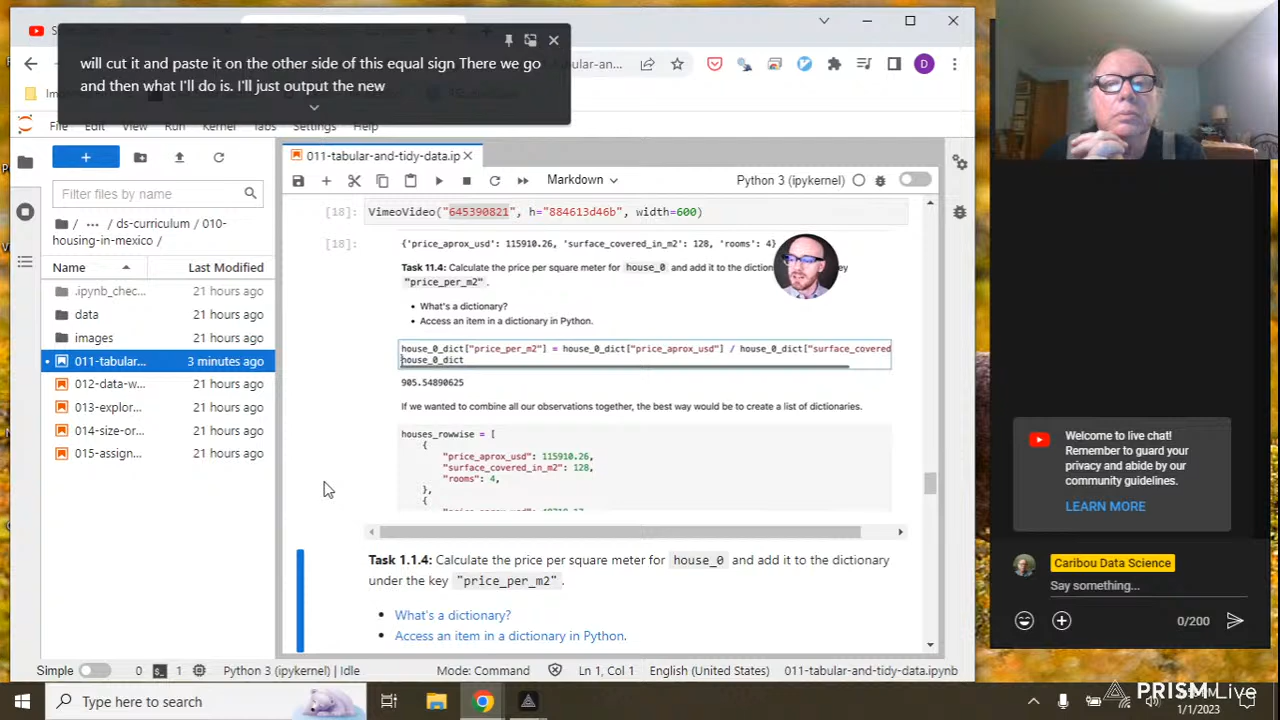 will cut it and paste it on the other side of this equal sign There we go
and then what I'll do is. I'll just output the new
File Edit View Run Kernel Tabs Settings Help
Filter files by name
/ ... / ds-curriculum / 010-
housing-in-mexico /
Name Last Modified
.ipynb_chec... 21 hours ago
data 21 hours ago
images 21 hours ago
011-tabular... 3 minutes ago
012-data-w... 21 hours ago
013-explor... 21 hours ago
014-size-or... 21 hours ago
015-assign... 21 hours ago
011-tabular-and-tidy-data.ip
Markdown
Python 3 (ipykernel)
[18]: VimeoVideo("645390821", h="884613d46b", width=600)
[18]:
{'price_aprox_usd': 115910.26, 'surface_covered_in_m2': 128, 'rooms': 4}
Task 11.4: Calculate the price per square meter for house_0 and add it to the diction
"price_per_m2".
• What's a dictionary?
• Access an item in a dictionary in Python.
house_0_dict["price_per_m2"] = house_0_dict["price_aprox_usd"] / house_0_dict["surface_covered
house_0_dict
905.54890625
If we wanted to combine all our observations together, the best way would be to create a list of dictionaries.
houses_rowwise = [
{
"price_aprox_usd": 115910.26,
"surface_covered_in_m2": 128,
"rooms": 4,
},
{
Task 1.1.4: Calculate the price per square meter for house_0 and add it to the dictionary
under the key "price_per_m2".
• What's a dictionary?
• Access an item in a dictionary in Python.
Simple 0 1 Python 3 (ipykernel) | Idle Mode: Command Ln 1, Col 1 English (United States) 011-tabular-and-tidy-data.ipynb
Type here to search
Welcome to live chat!
Remember to guard your
privacy and abide by our
community guidelines.
LEARN MORE
Caribou Data Science
Say something...
0/200
PRISM Live
1/1/2023